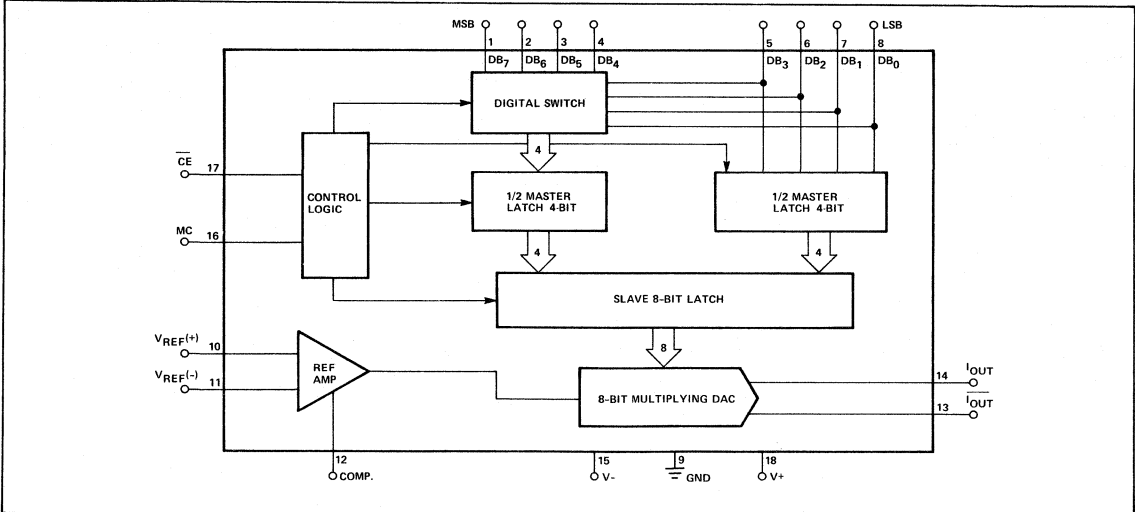 MSB LSB
1 2 3 4 5 6 7 8
DB7 DB6 DB5 DB4 DB3 DB2 DB1 DB0
DIGITAL SWITCH
4
CE 17
CONTROL
LOGIC
1/2 MASTER
LATCH 4-BIT
1/2 MASTER
LATCH 4-BIT
MC 16
4 4
SLAVE 8-BIT LATCH
8
VREF(+) 10
VREF(-) 11
REF
AMP
8-BIT MULTIPLYING DAC
14 IOUT
13 IOUT
12 15 9 18
COMP. V- GND V+